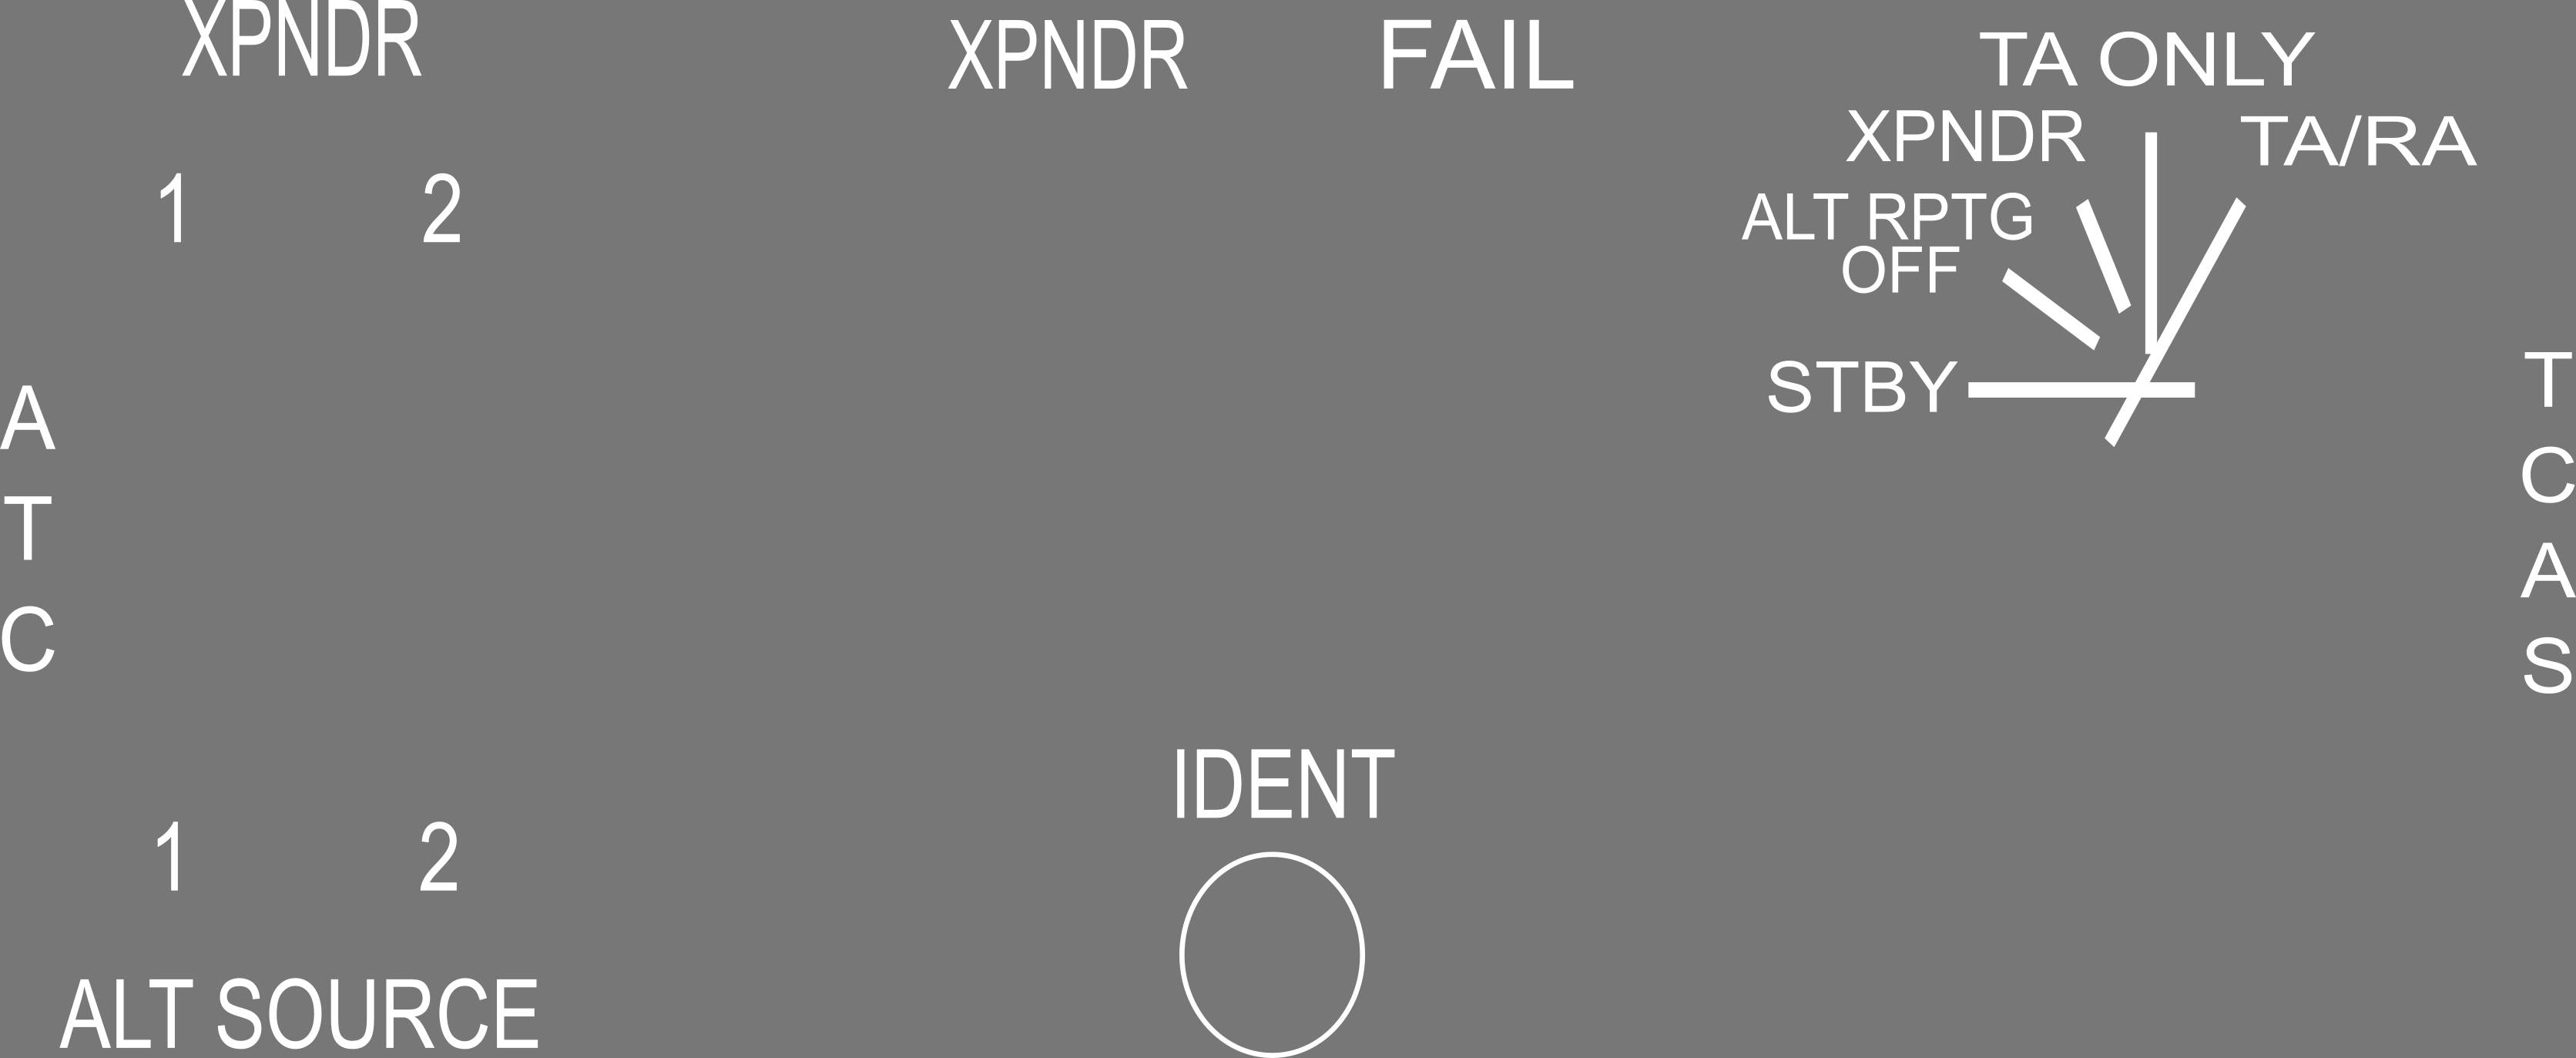 XPNDR
XPNDR FAIL
TA ONLY
XPNDR
TA/RA
1 2
ALT RPTG
OFF
STBY
A
T
C
T
C
A
S
IDENT
1 2
ALT SOURCE